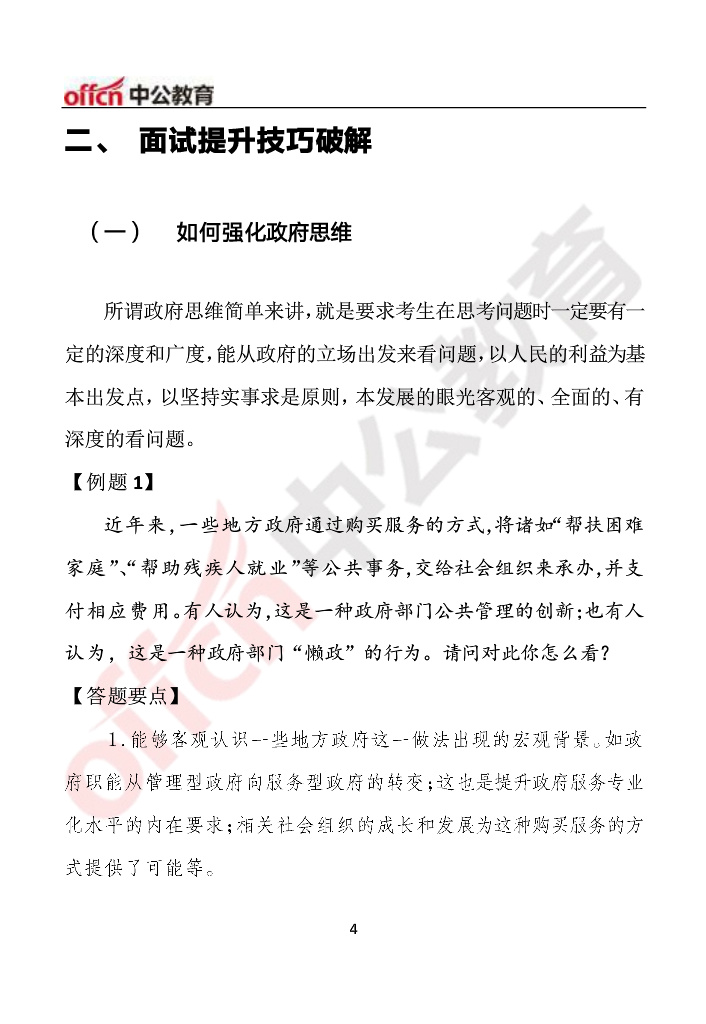 offcn 中公教育
二、 面试提升技巧破解
（一） 如何强化政府思维
所谓政府思维简单来讲，就是要求考生在思考问题时一定要有一
定的深度和广度，能从政府的立场出发来看问题，以人民的利益为基
本出发点，以坚持实事求是原则，本发展的眼光客观的、全面的、有
深度的看问题。
【例题 1】
近年来，一些地方政府通过购买服务的方式，将诸如“帮扶困难
家庭”、“帮助残疾人就业”等公共事务，交给社会组织来承办，并支
付相应费用。有人认为，这是一种政府部门公共管理的创新；也有人
认为，这是一种政府部门“懒政”的行为。请问对此你怎么看？
【答题要点】
1.能够客观认识一些地方政府这一做法出现的宏观背景。如政
府职能从管理型政府向服务型政府的转变；这也是提升政府服务专业
化水平的内在要求；相关社会组织的成长和发展为这种购买服务的方
式提供了可能等。
offcn 中公教育
4